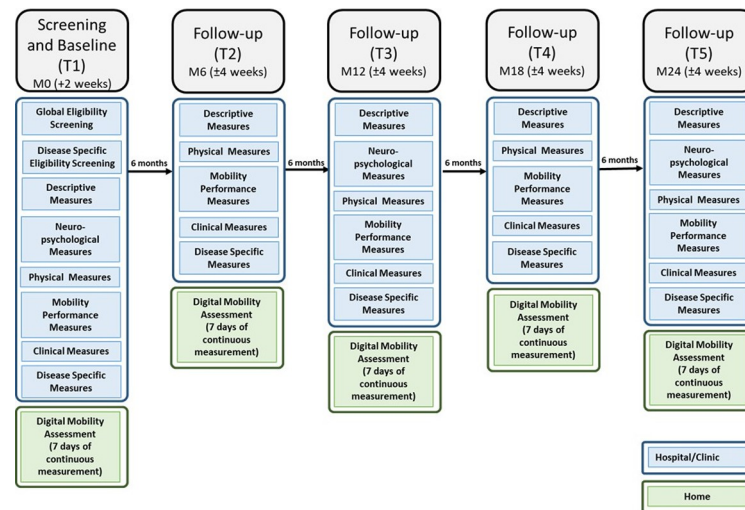 Screening
and Baseline
(T1)
M0 (+2 weeks)
Global Eligibility
Screening
Disease Specific
Eligibility Screening
Descriptive
Measures
Neuro-
psychological
Measures
Physical Measures
Mobility
Performance
Measures
Clinical Measures
Disease Specific
Measures
Digital Mobility
Assessment
(7 days of
continuous
measurement)
6 months
Follow-up
(T2)
M6 (±4 weeks)
Descriptive
Measures
Physical Measures
Mobility
Performance
Measures
Clinical Measures
Disease Specific
Measures
Digital Mobility
Assessment
(7 days of
continuous
measurement)
6 months
Follow-up
(T3)
M12 (±4 weeks)
Descriptive
Measures
Neuro-
psychological
Measures
Physical Measures
Mobility
Performance
Measures
Clinical Measures
Disease Specific
Measures
Digital Mobility
Assessment
(7 days of
continuous
measurement)
6 months
Follow-up
(T4)
M18 (±4 weeks)
Descriptive
Measures
Physical Measures
Mobility
Performance
Measures
Clinical Measures
Disease Specific
Measures
Digital Mobility
Assessment
(7 days of
continuous
measurement)
6 months
Follow-up
(T5)
M24 (±4 weeks)
Descriptive
Measures
Neuro-
psychological
Measures
Physical Measures
Mobility
Performance
Measures
Clinical Measures
Disease Specific
Measures
Digital Mobility
Assessment
(7 days of
continuous
measurement)
Hospital/Clinic
Home